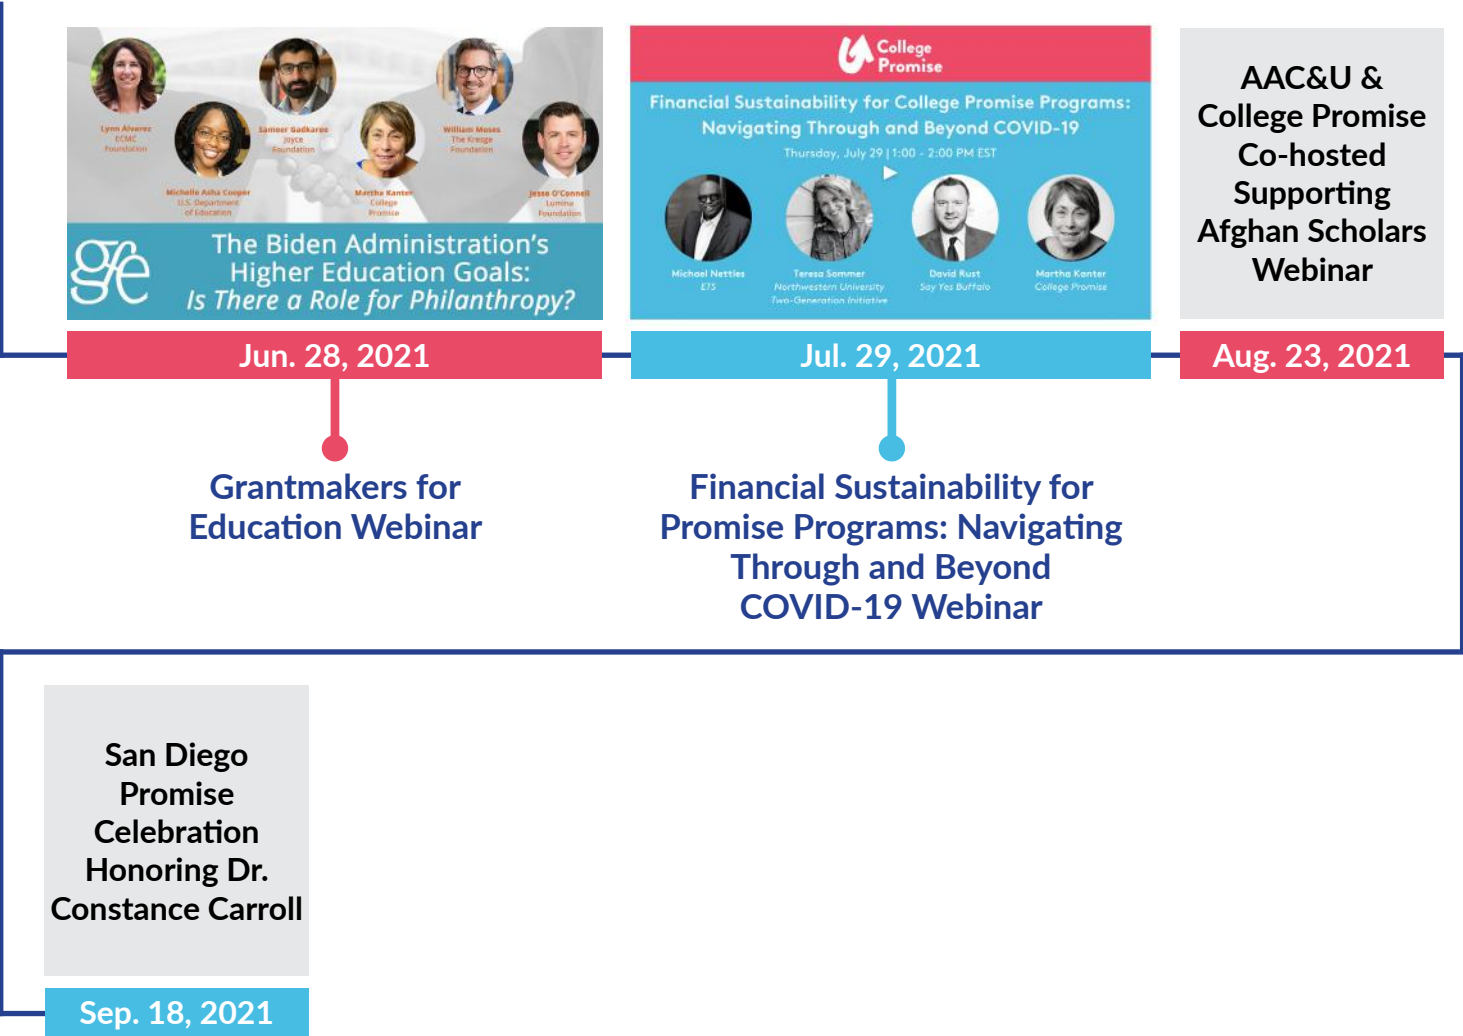 Lynn Alvarez
ECMC
Foundation
Michelle Asha Cooper
U.S. Department
of Education
Sameer Gadkaree
Joyce
Foundation
Martha Kanter
College
Promise
William Moses
The Kresge
Foundation
Jesse O'Connell
Lumina
Foundation
gfe
The Biden Administration's
Higher Education Goals:
Is There a Role for Philanthropy?
Jun. 28, 2021
Grantmakers for
Education Webinar
College
Promise
Financial Sustainability for College Promise Programs:
Navigating Through and Beyond COVID-19
Thursday, July 29 | 1:00 - 2:00 PM EST
Michael Nettles
ETS
Teresa Sommer
Northwestern University
Two-Generation Initiative
David Rust
Say Yes Buffalo
Martha Kanter
College Promise
Jul. 29, 2021
Financial Sustainability for
Promise Programs: Navigating
Through and Beyond
COVID-19 Webinar
AAC&U &
College Promise
Co-hosted
Supporting
Afghan Scholars
Webinar
Aug. 23, 2021
San Diego
Promise
Celebration
Honoring Dr.
Constance Carroll
Sep. 18, 2021